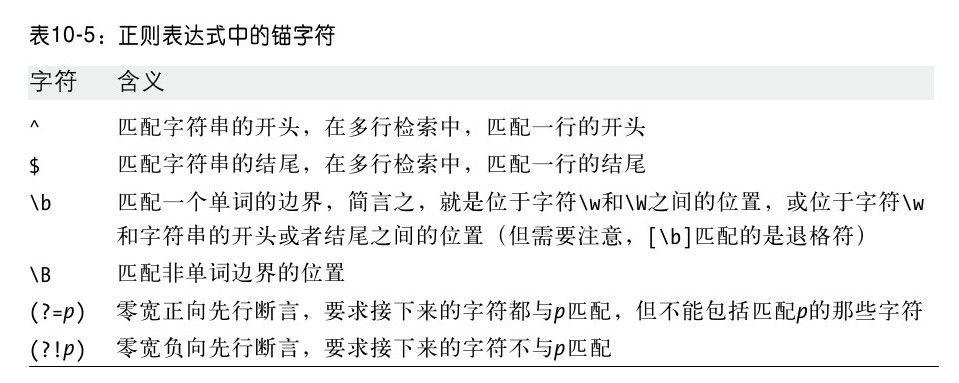 表10-5：正则表达式中的锚字符
字符 含义
^ 匹配字符串的开头，在多行检索中，匹配一行的开头
$ 匹配字符串的结尾，在多行检索中，匹配一行的结尾
\b 匹配一个单词的边界，简言之，就是位于字符\w和\W之间的位置，或位于字符\w
和字符串的开头或者结尾之间的位置（但需要注意，[\b]匹配的是退格符）
\B 匹配非单词边界的位置
(?=p) 零宽正向先行断言，要求接下来的字符都与p匹配，但不能包括匹配p的那些字符
(?!p) 零宽负向先行断言，要求接下来的字符不与p匹配